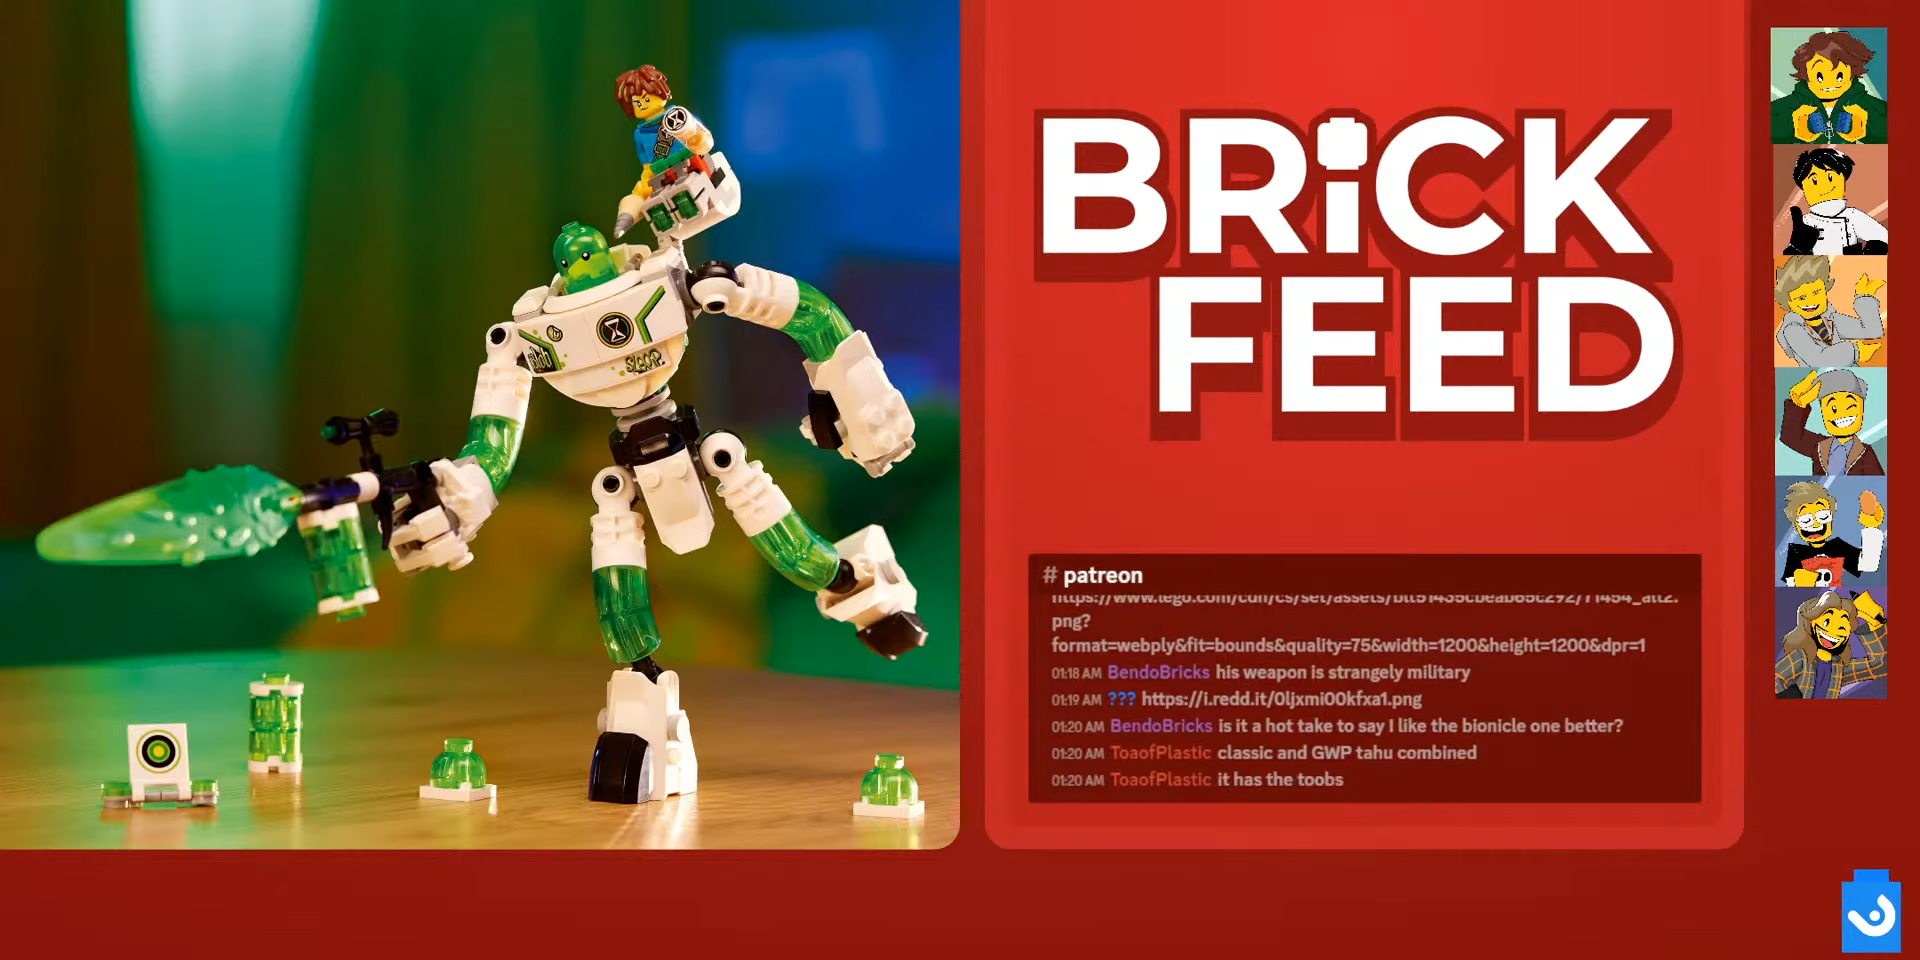 BRiCK
FEED
# patreon
png?
format=webply&fit=bounds&quality=75&width=1200&height=1200&dpr=1
01:18 AM BendoBricks his weapon is strangely military
01:19 AM ??? https://i.redd.it/0ljxmi00kfxa1.png
01:20 AM BendoBricks is it a hot take to say I like the bionicle one better?
01:20 AM ToaofPlastic classic and GWP tahu combined
01:20 AM ToaofPlastic it has the toobs